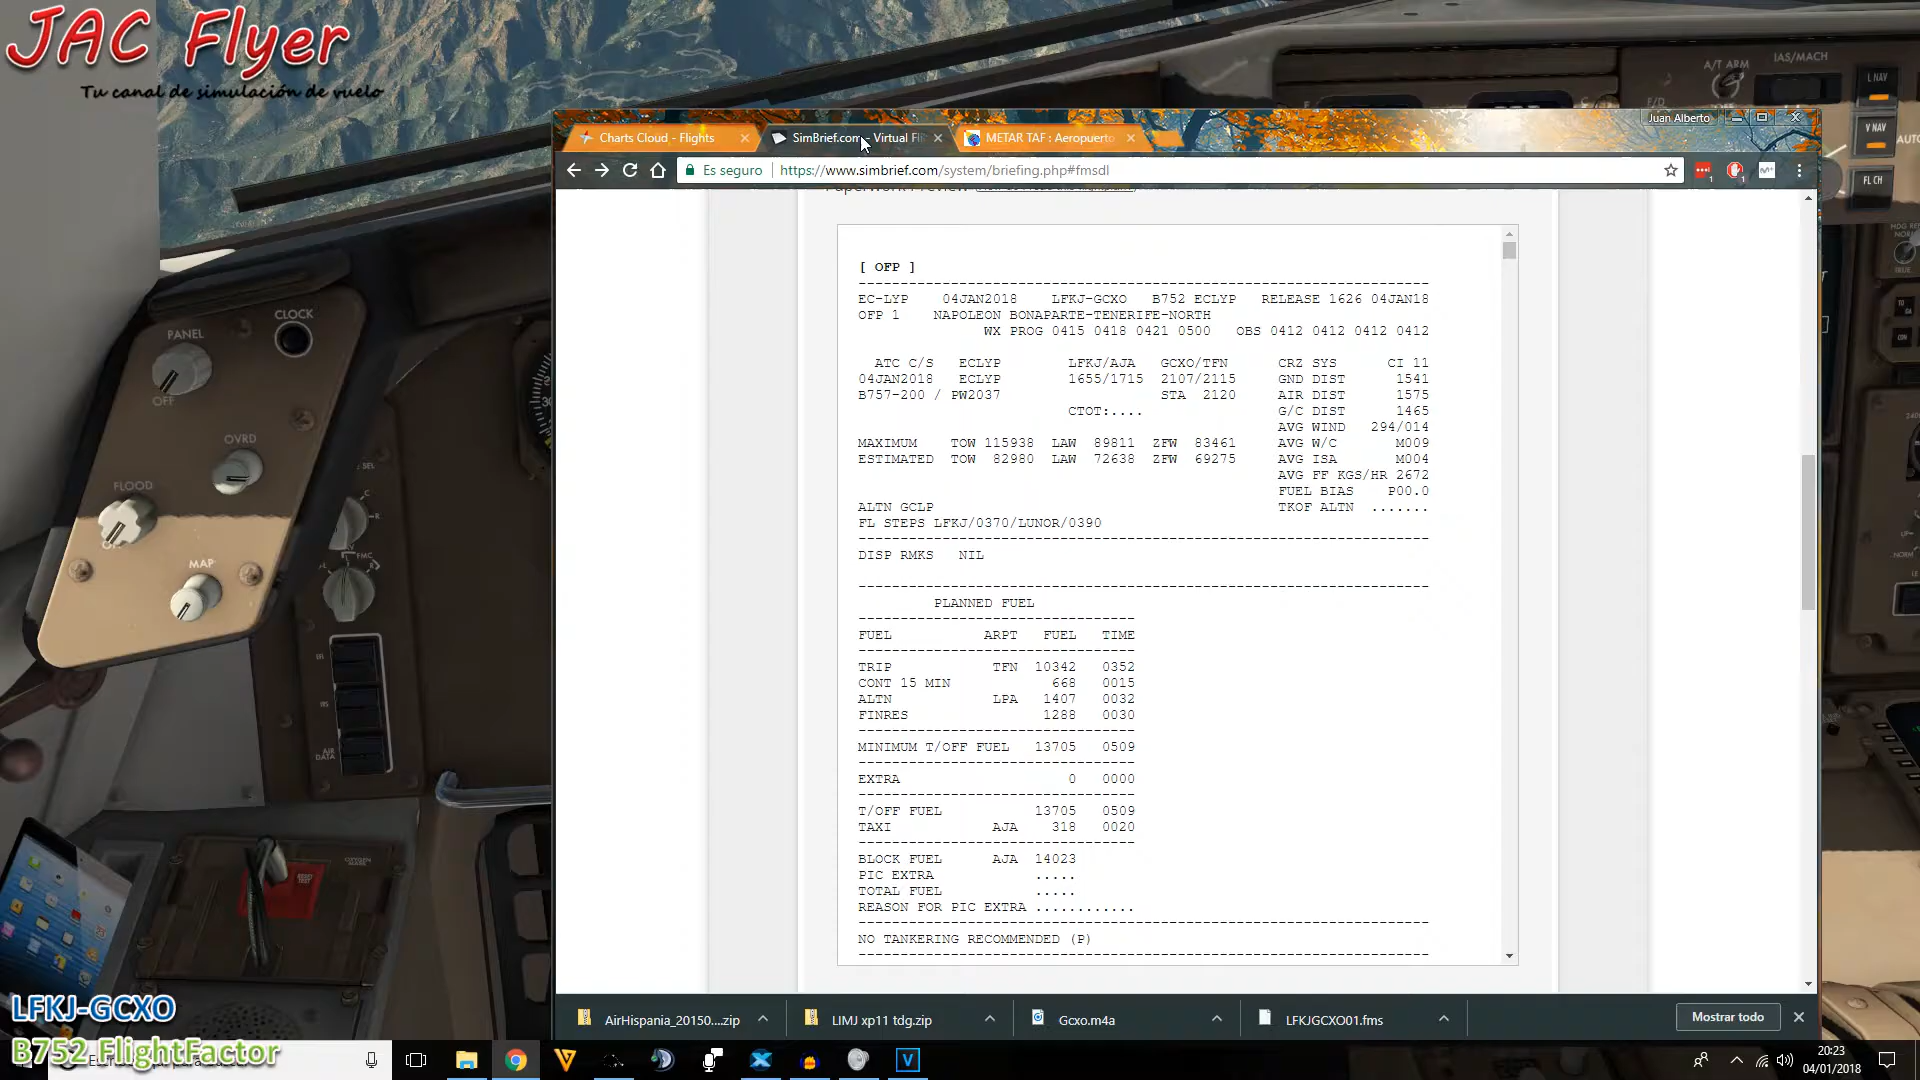 JAC Flyer
Tu canal de simulación de vuelo
Juan Alberto
Charts Cloud - Flights
SimBrief.com - Virtual Fl
METAR TAF : Aeropuerto
Es seguro
https://www.simbrief.com/system/briefing.php#fmsdl
[ OFP ]
EC-LYP 04JAN2018 LFKJ-GCXO B752 ECLYP RELEASE 1626 04JAN18
OFP 1 NAPOLEON BONAPARTE-TENERIFE-NORTH
WX PROG 0415 0418 0421 0500 OBS 0412 0412 0412 0412
ATC C/S ECLYP LFKJ/AJA GCXO/TFN CRZ SYS CI 11
04JAN2018 ECLYP 1655/1715 2107/2115 GND DIST 1541
B757-200 / PW2037 STA 2120 AIR DIST 1575
CTOT:.... G/C DIST 1465
AVG WIND 294/014
MAXIMUM TOW 115938 LAW 89811 ZFW 83461 AVG W/C M009
ESTIMATED TOW 82980 LAW 72638 ZFW 69275 AVG ISA M004
AVG FF KGS/HR 2672
FUEL BIAS P00.0
ALTN GCLP TKOF ALTN .......
FL STEPS LFKJ/0370/LUNOR/0390
DISP RMKS NIL
PLANNED FUEL
FUEL ARPT FUEL TIME
TRIP TFN 10342 0352
CONT 15 MIN 668 0015
ALTN LPA 1407 0032
FINRES 1288 0030
MINIMUM T/OFF FUEL 13705 0509
EXTRA 0 0000
T/OFF FUEL 13705 0509
TAXI AJA 318 0020
BLOCK FUEL AJA 14023
PIC EXTRA .....
TOTAL FUEL .....
REASON FOR PIC EXTRA ............
NO TANKERING RECOMMENDED (P)
AirHispania_20150....zip
LIMJ xp11 tdg.zip
Gcxo.m4a
LFKJGCXO01.fms
Mostrar todo
PANEL
OFF
CLOCK
OVRD
FLOOD
MAP
FMC
AIR
DATA
A/T ARM
IAS/MACH
L NAV
V NAV
FL CH
LFKJ-GCXO
B752 FlightFactor
20:23
04/01/2018